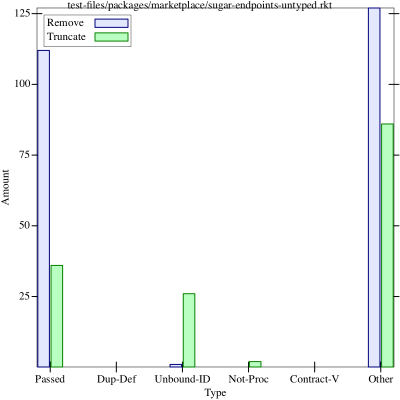 test-files/packages/marketplace/sugar-endpoints-untyped.rkt
125
Remove
Truncate
100
75
Amount
50
25
Passed Dup-Def Unbound-ID Not-Proc Contract-V Other
Type